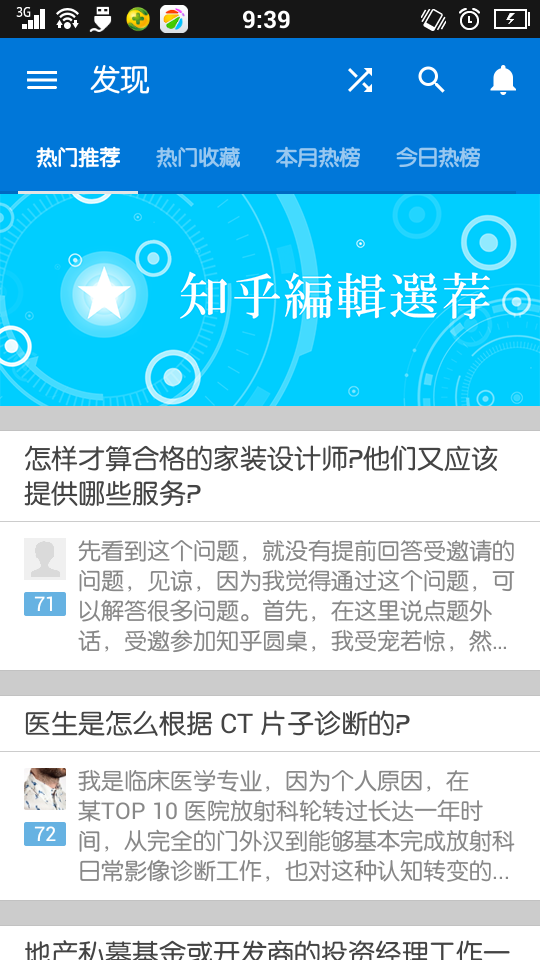 3G
9:39
发现
热门推荐 热门收藏 本月热榜 今日热榜
知乎編輯選荐
怎样才算合格的家装设计师?他们又应该
提供哪些服务?
先看到这个问题，就没有提前回答受邀请的
问题，见谅，因为我觉得通过这个问题，可
71
以解答很多问题。首先，在这里说点题外
话，受邀参加知乎圆桌，我受宠若惊，然...
医生是怎么根据 CT 片子诊断的?
我是临床医学专业，因为个人原因，在
某TOP 10 医院放射科轮转过长达一年时
72
间，从完全的门外汉到能够基本完成放射科
日常影像诊断工作，也对这种认知转变的...
地产私募基金或开发商的投资经理工作一